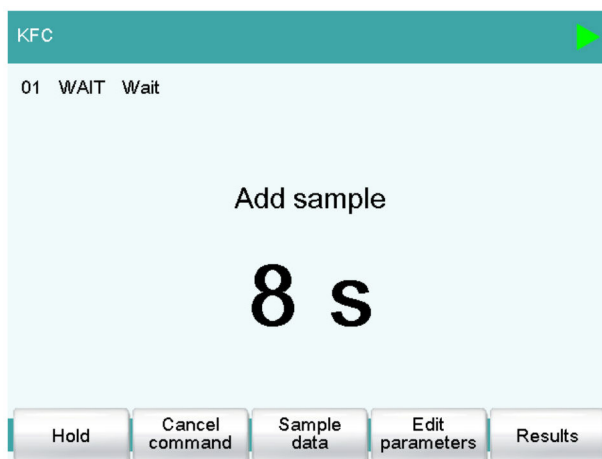 KFC
01 WAIT Wait
Add sample
8 s
Hold
Cancel
command
Sample
data
Edit
parameters
Results